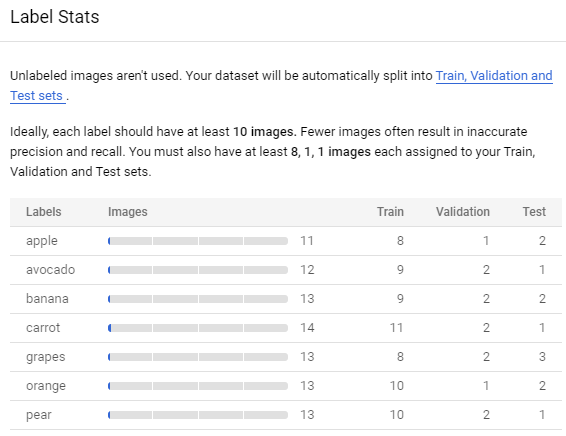 Label Stats
Unlabeled images aren't used. Your dataset will be automatically split into Train, Validation and
Test sets .
Ideally, each label should have at least 10 images. Fewer images often result in inaccurate
precision and recall. You must also have at least 8, 1, 1 images each assigned to your Train,
Validation and Test sets.
Labels Images Train Validation Test
apple 11 8 1 2
avocado 12 9 2 1
banana 13 9 2 2
carrot 14 11 2 1
grapes 13 8 2 3
orange 13 10 1 2
pear 13 10 2 1